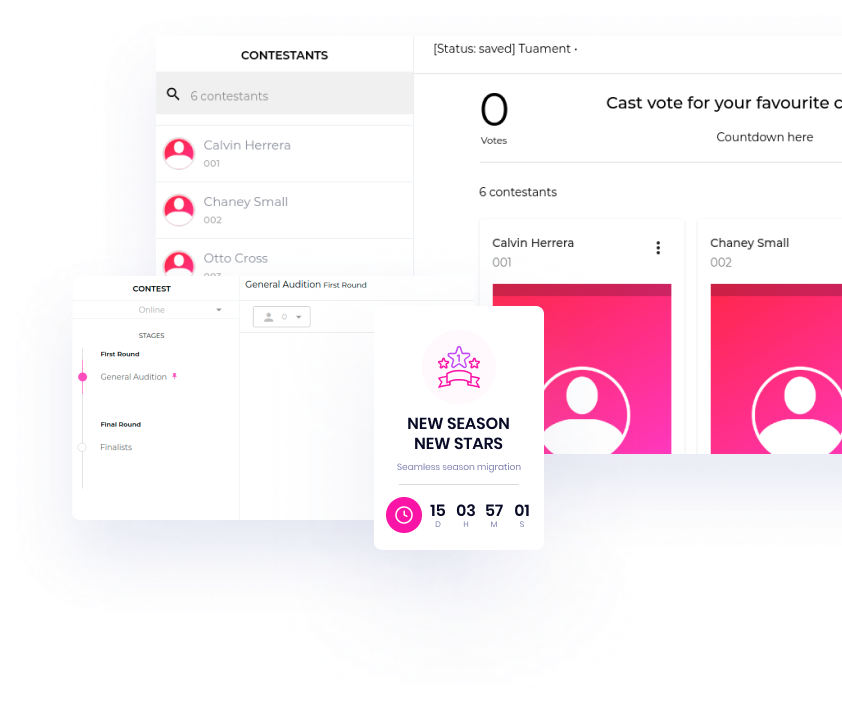 CONTESTANTS
6 contestants
Calvin Herrera
001
Chaney Small
002
Otto Cross
[Status: saved] Tuament •
0
Votes
Cast vote for your favourite c
Countdown here
6 contestants
Calvin Herrera
001
Chaney Small
002
CONTEST
Online
STAGES
First Round
General Audition
Final Round
Finalists
General Audition First Round
0
1
NEW SEASON
NEW STARS
Seamless season migration
15 03 57 01
D H M S